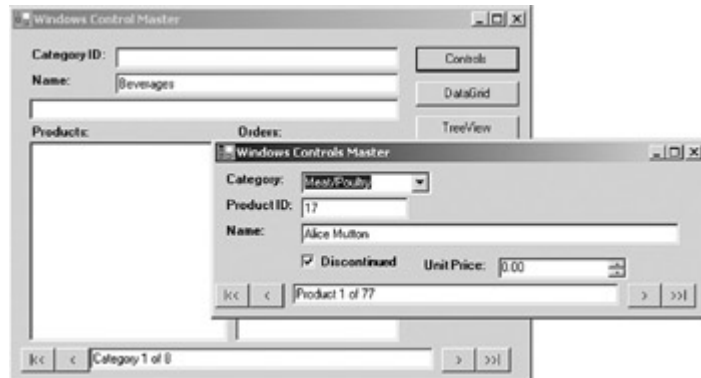 Windows Control Master
Category ID:
Controls
Name: Beverages
DataGrid
Products: Orders: TreeView
Windows Controls Master
Category: Meat/Poultry
Product ID: 17
Name: Alice Mutton
Discontinued Unit Price: 0.00
|<< < Product 1 of 77 > >>|
|<< < Category 1 of 8 > >>|